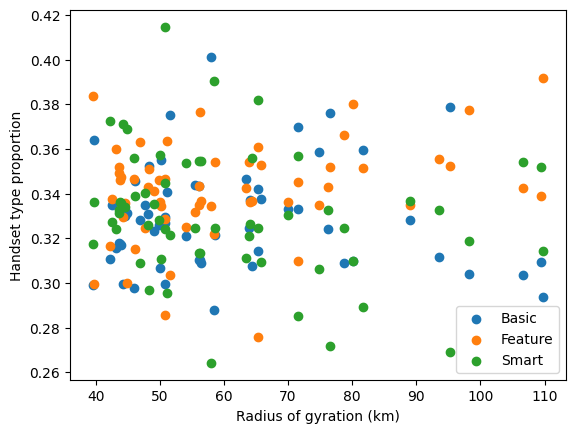 0.42
0.40
0.38
0.36
0.34
0.32
0.30
0.28
0.26
Handset type proportion
40 50 60 70 80 90 100 110
Radius of gyration (km)
Basic
Feature
Smart